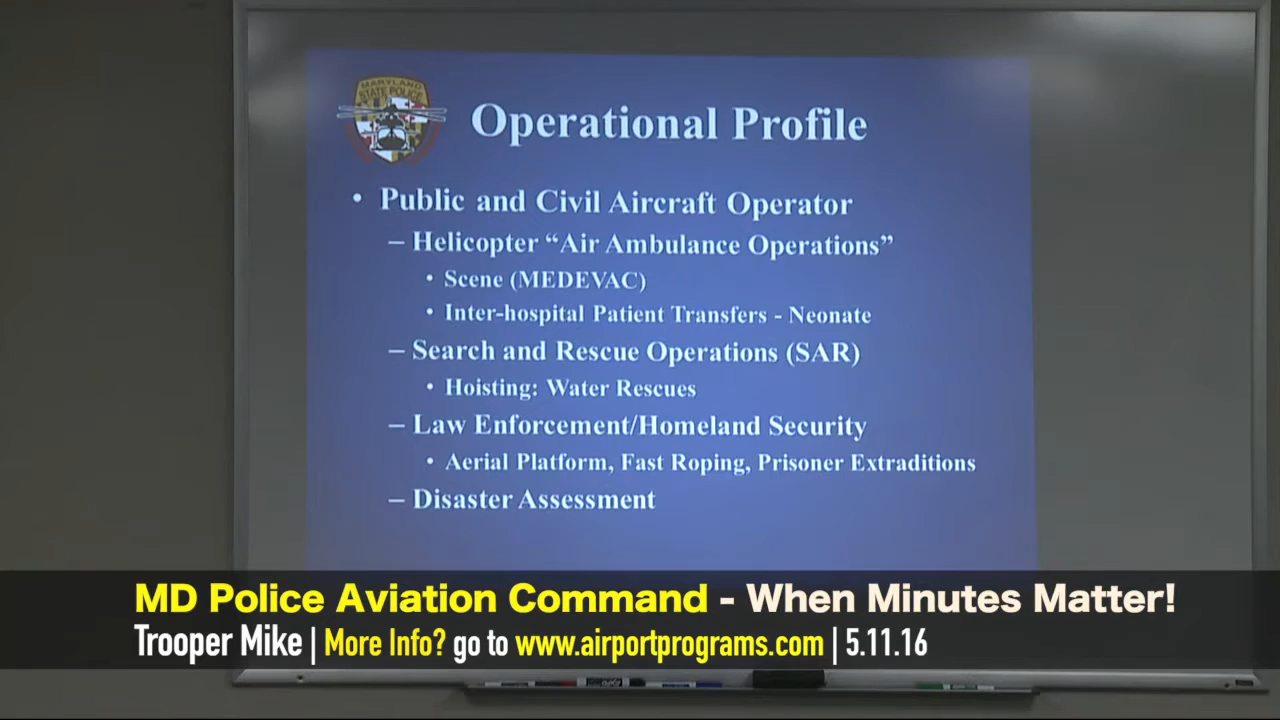 MARYLAND
STATE POLICE
Operational Profile
• Public and Civil Aircraft Operator
– Helicopter “Air Ambulance Operations”
• Scene (MEDEVAC)
• Inter-hospital Patient Transfers - Neonate
– Search and Rescue Operations (SAR)
• Hoisting: Water Rescues
– Law Enforcement/Homeland Security
• Aerial Platform, Fast Roping, Prisoner Extraditions
– Disaster Assessment
MD Police Aviation Command - When Minutes Matter!
Trooper Mike | More Info? go to www.airportprograms.com | 5.11.16